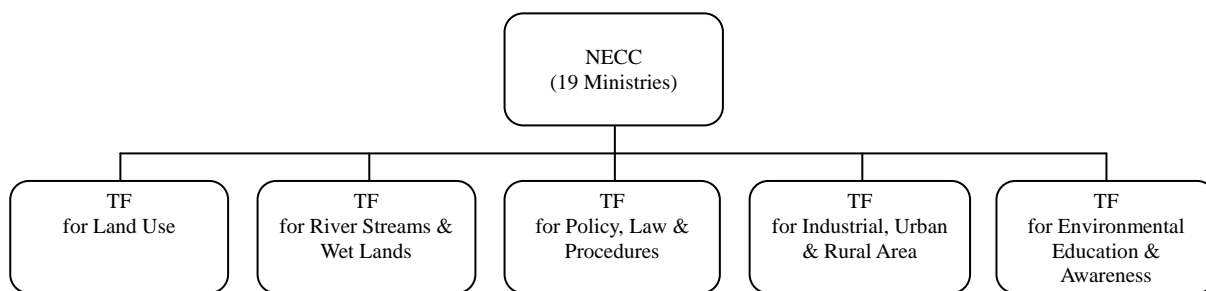 NECC
(19 Ministries)
TF
for Land Use
TF
for River Streams &
Wet Lands
TF
for Policy, Law &
Procedures
TF
for Industrial, Urban
& Rural Area
TF
for Environmental
Education &
Awareness